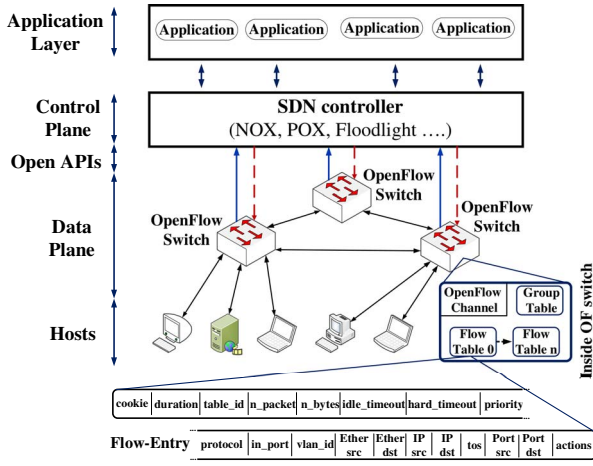 Application
Layer
Application Application Application Application
Control
Plane
SDN controller
(NOX, POX, Floodlight ....)
Open APIs
Data
Plane
OpenFlow
Switch
OpenFlow
Switch
OpenFlow
Switch
Hosts
OpenFlow
Channel
Group
Table
Flow
Table 0
Flow
Table n
Inside OF switch
cookie duration table_id n_packet n_bytes idle_timeout hard_timeout priority
Flow-Entry
protocol in_port vlan_id Ether src Ether dst IP src IP dst tos Port src Port dst actions